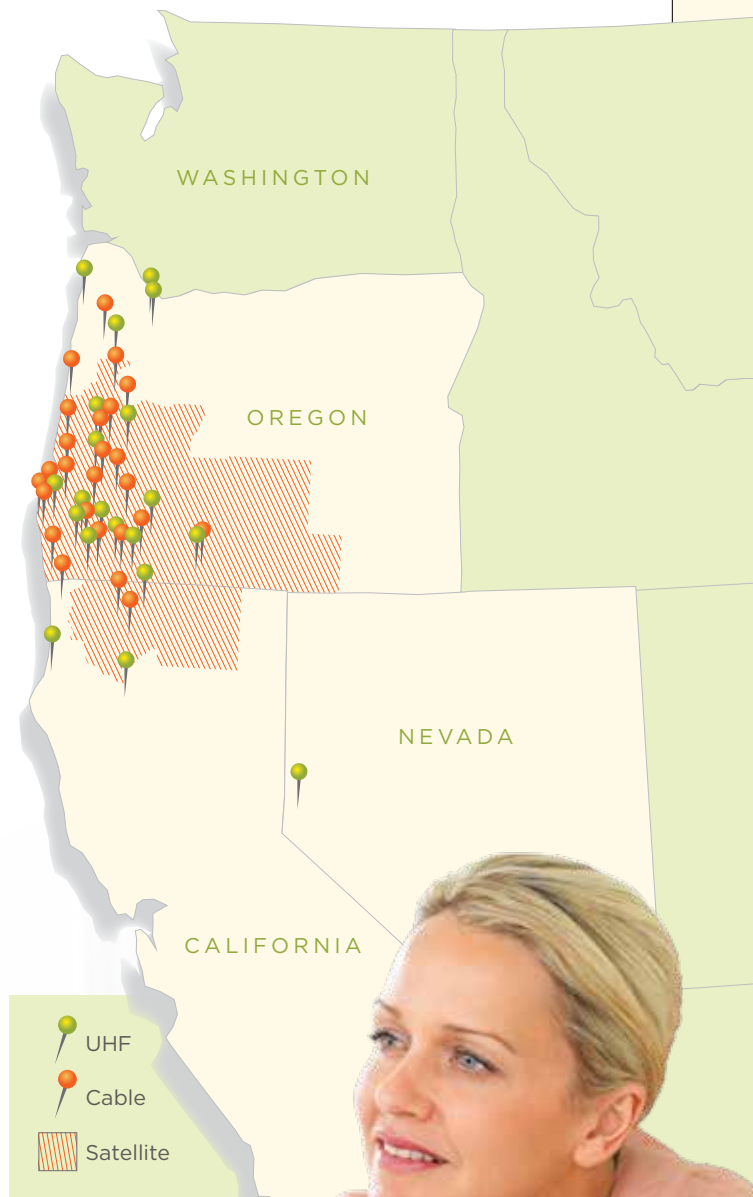 WASHINGTON
OREGON
NEVADA
CALIFORNIA
UHF
Cable
Satellite